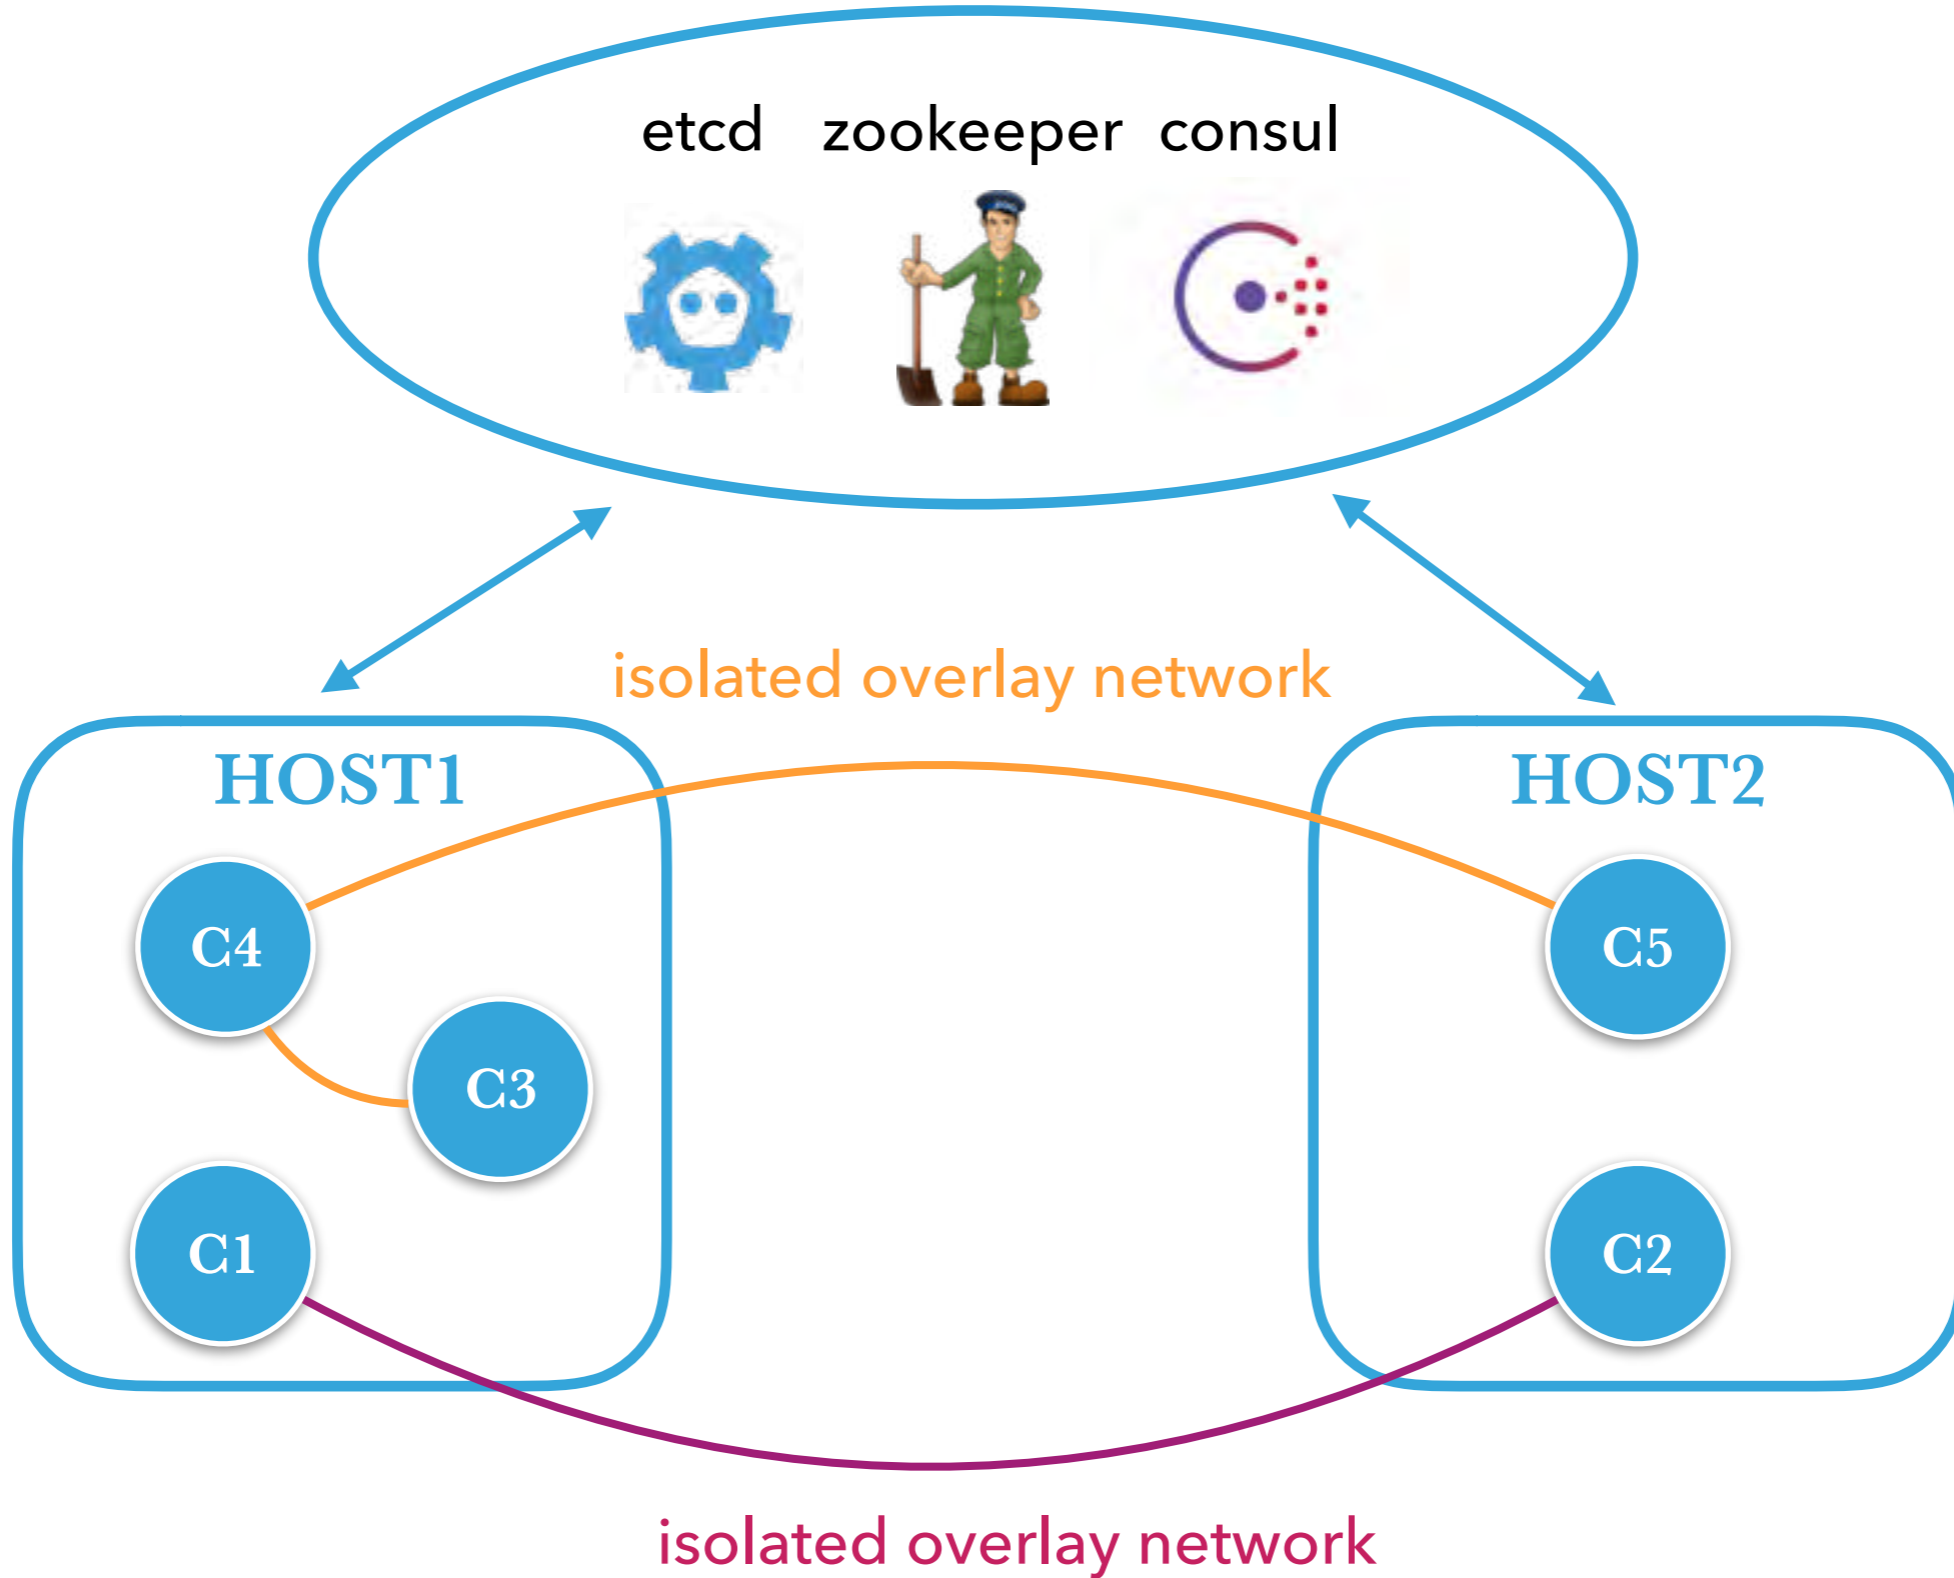 etcd zookeeper consul
isolated overlay network
HOST1
HOST2
C4
C5
C3
C1
C2
isolated overlay network